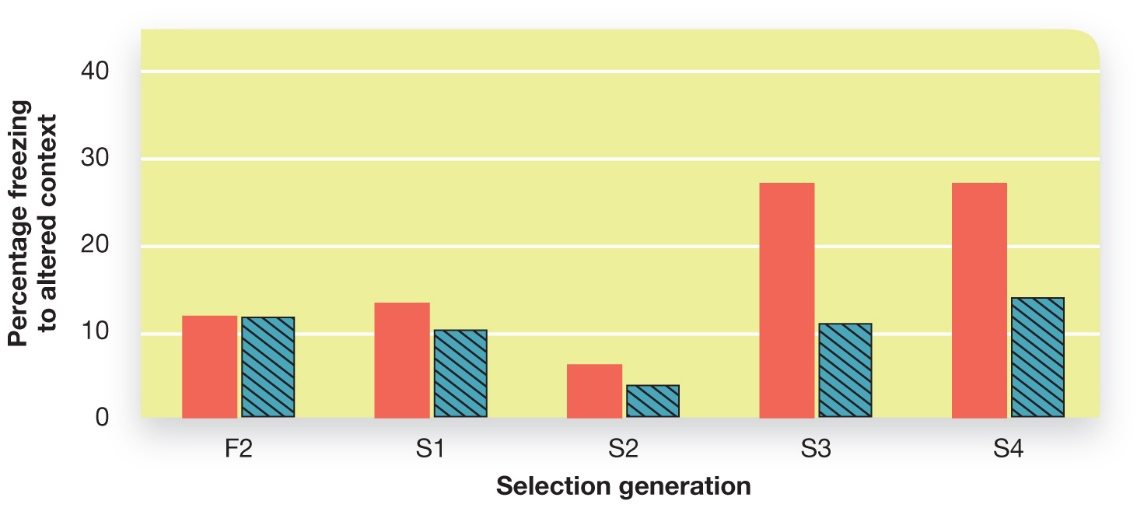 Percentage freezing
to altered context
40
30
20
10
0
F2 S1 S2 S3 S4
Selection generation